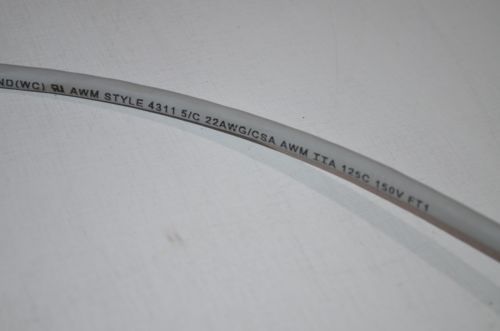 ND(WC) AWM STYLE 4311 5/C 22AWG/CSA AWM IIA 125C 150V FT1